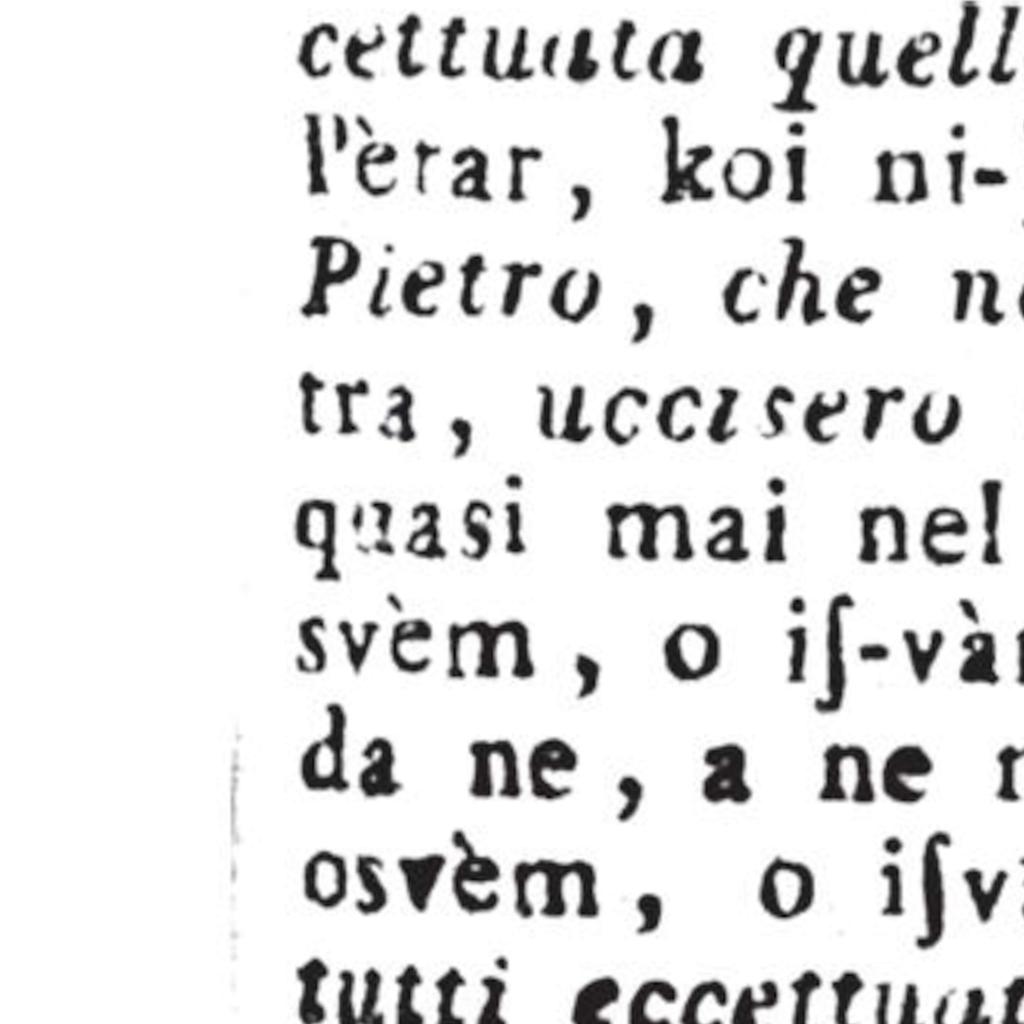 cettuata quell
l'èrar, koi ni-
Pietro, che
tra, uccisero
quasi mai nel
svèm, o iʃ-và
da ne, a ne
osvèm, o iʃv
tutti eccettuat